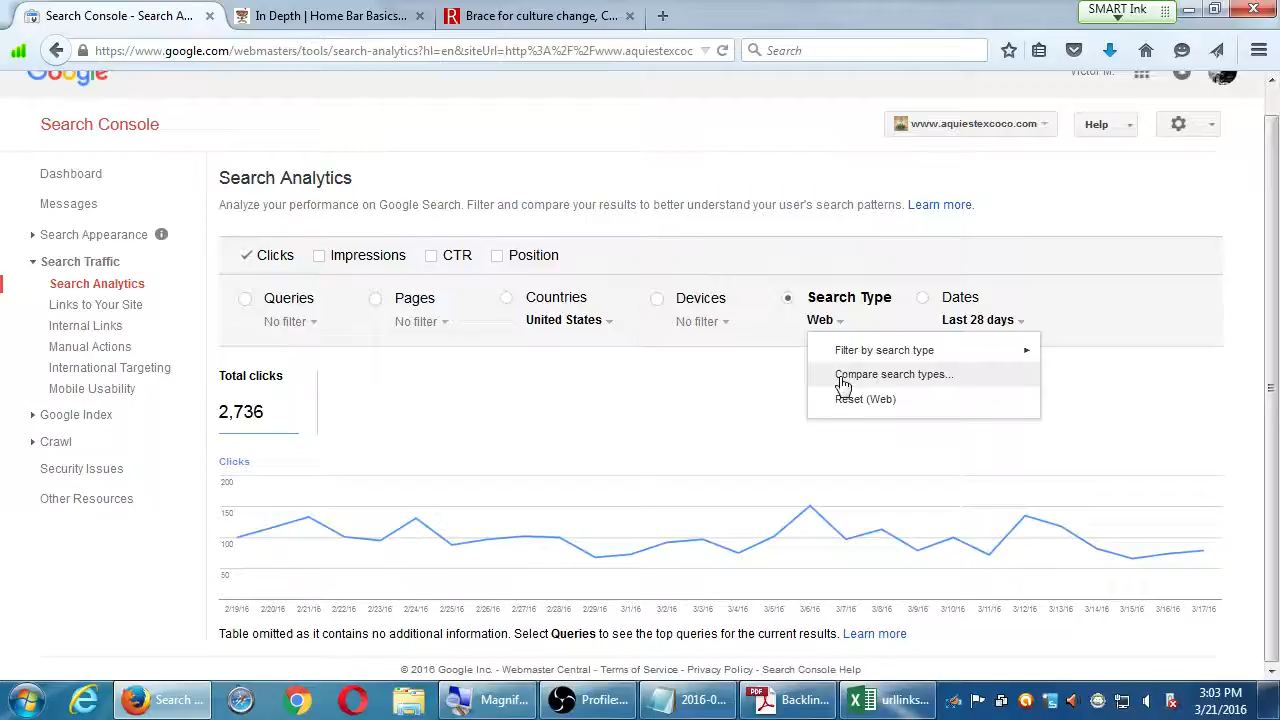 Search Console - Search A...
In Depth | Home Bar Basics...
Brace for culture change, C...
SMART Ink
https://www.google.com/webmasters/tools/search-analytics?hl=en&siteUrl=http%3A%2F%2Fwww.aquiestexcoc
Search
Google
Victor M.
Search Console
www.aquiestexcoco.com
Help
Dashboard
Messages
Search Appearance
Search Traffic
Search Analytics
Links to Your Site
Internal Links
Manual Actions
International Targeting
Mobile Usability
Google Index
Crawl
Security Issues
Other Resources
Search Analytics
Analyze your performance on Google Search. Filter and compare your results to better understand your user's search patterns. Learn more.
Clicks Impressions CTR Position
Queries Pages Countries Devices Search Type Dates
No filter No filter United States No filter Web Last 28 days
Filter by search type
Compare search types...
Reset (Web)
Total clicks
2,736
Clicks
200
150
100
50
2/19/16 2/20/16 2/21/16 2/22/16 2/23/16 2/24/16 2/25/16 2/26/16 2/27/16 2/28/16 2/29/16 3/1/16 3/2/16 3/3/16 3/4/16 3/5/16 3/6/16 3/7/16 3/8/16 3/9/16 3/10/16 3/11/16 3/12/16 3/13/16 3/14/16 3/15/16 3/16/16 3/17/16
Table omitted as it contains no additional information. Select Queries to see the top queries for the current results. Learn more
© 2016 Google Inc. - Webmaster Central - Terms of Service - Privacy Policy - Search Console Help
Search ...
Magnif...
Profile:...
2016-0...
PDF
Backlin...
urllinks...
3:03 PM
3/21/2016